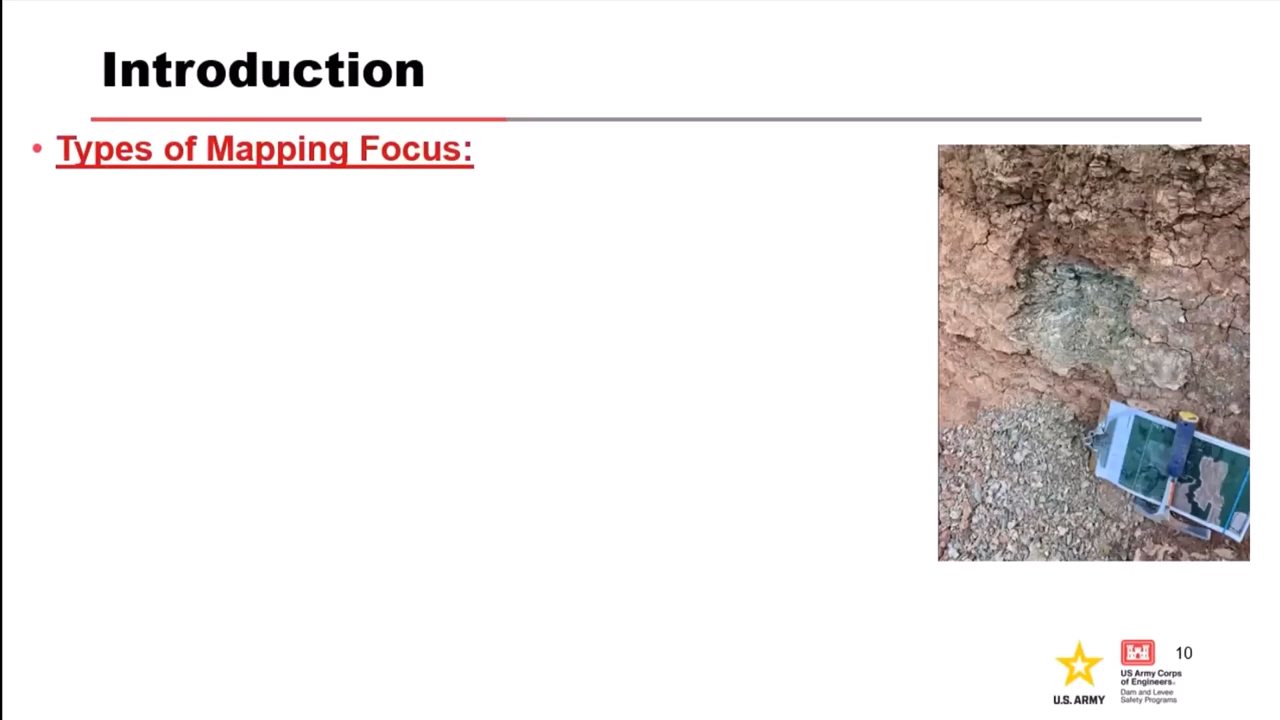 Introduction
• Types of Mapping Focus:
10
U.S. ARMY
US Army Corps
of Engineers.
Dam and Levee
Safety Programs